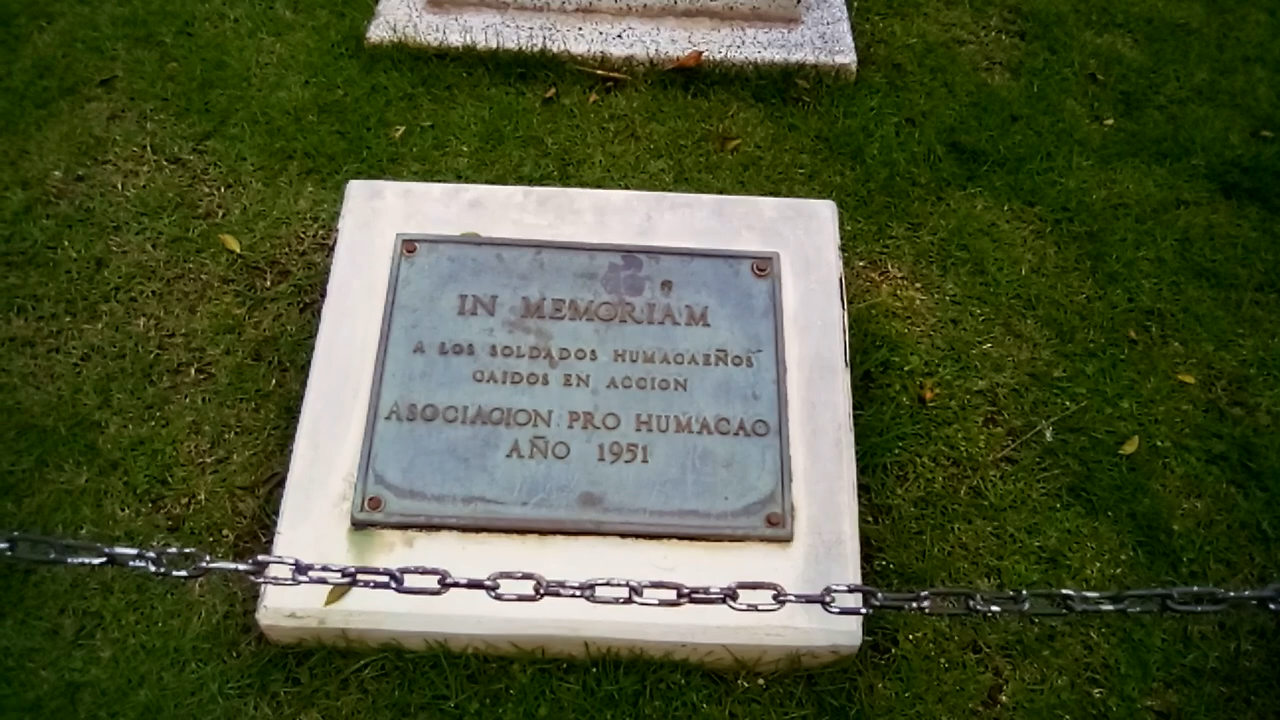 IN MEMORIAM
A LOS SOLDADOS HUMACAEÑOS
CAIDOS EN ACCION
ASOCIACION PRO HUMACAO
AÑO 1951